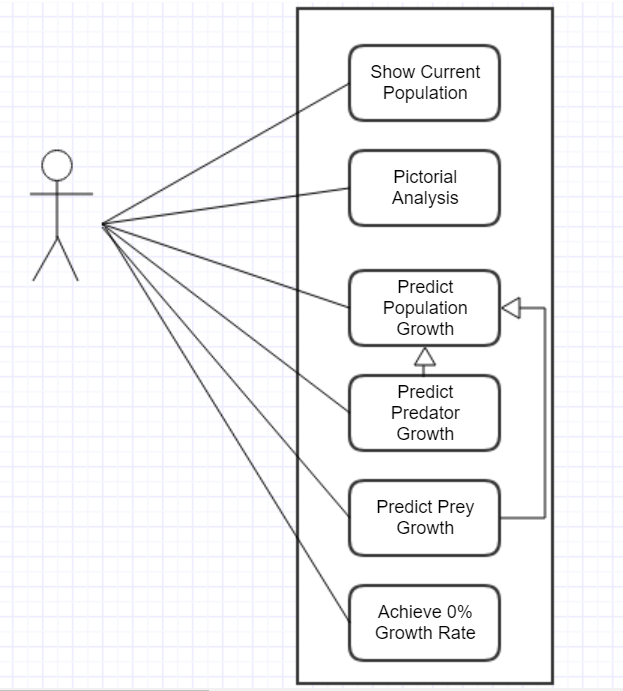 Show Current
Population
Pictorial
Analysis
Predict
Population
Growth
Predict
Predator
Growth
Predict Prey
Growth
Achieve 0%
Growth Rate